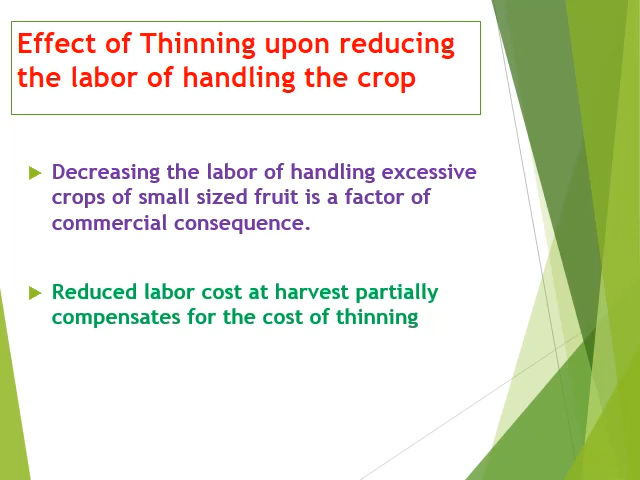 Effect of Thinning upon reducing
the labor of handling the crop
Decreasing the labor of handling excessive
crops of small sized fruit is a factor of
commercial consequence.
Reduced labor cost at harvest partially
compensates for the cost of thinning